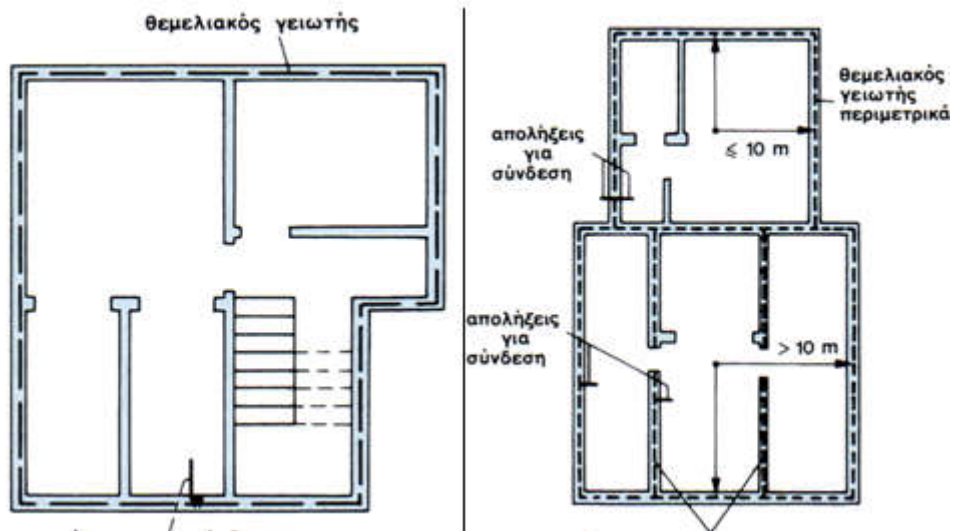 θεμελιακός γειωτής
θεμελιακός
γειωτής
περιμετρικά
απολήξεις
για
σύνδεση
⩽ 10 m
απολήξεις
για
σύνδεση
> 10 m